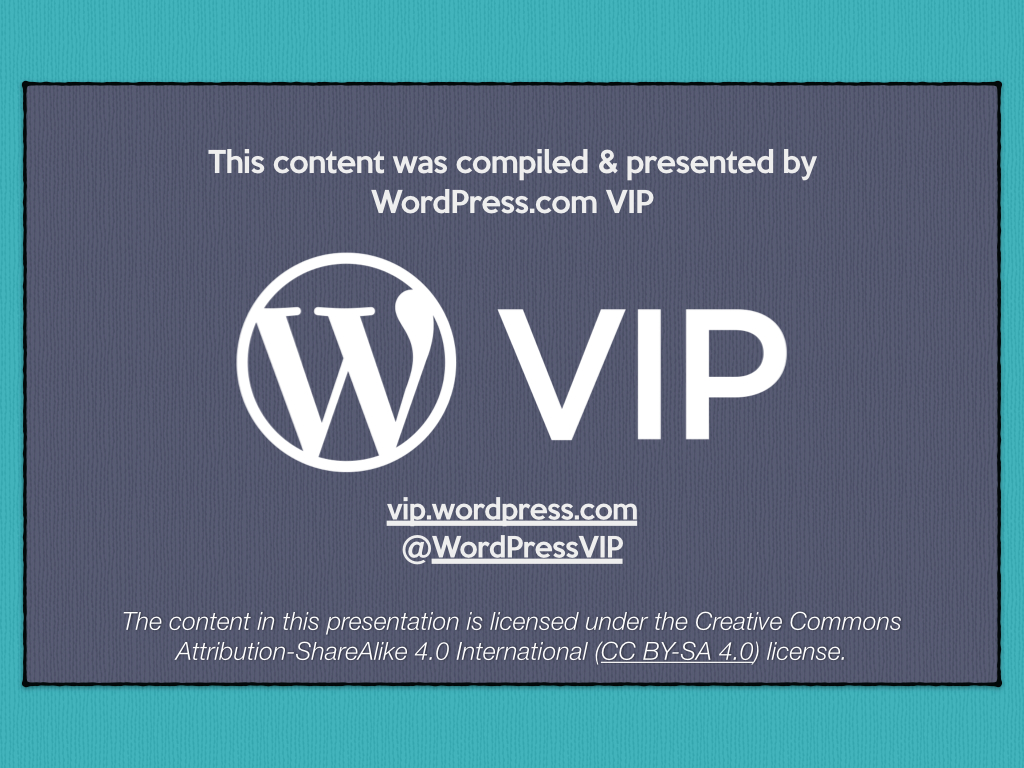 This content was compiled & presented by
WordPress.com VIP
W VIP
vip.wordpress.com
@WordPressVIP
The content in this presentation is licensed under the Creative Commons
Attribution-ShareAlike 4.0 International (CC BY-SA 4.0) license.